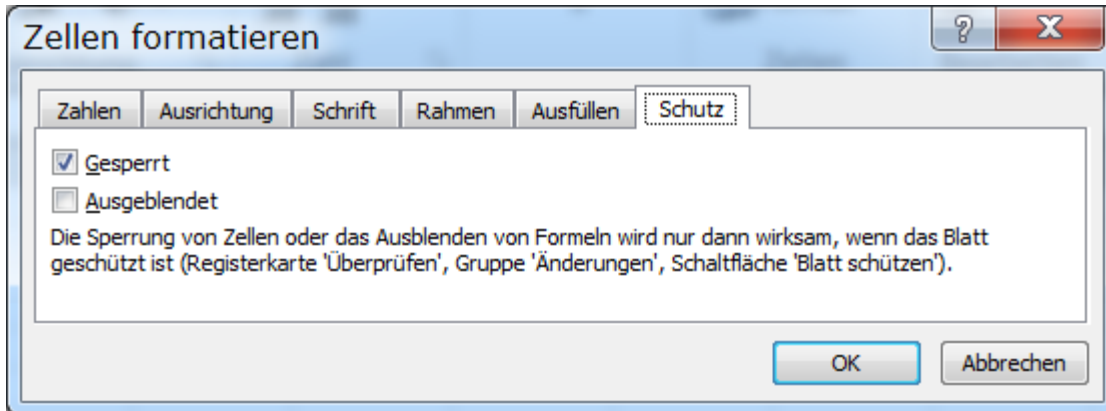 Zellen formatieren
Zahlen Ausrichtung Schrift Rahmen Ausfüllen Schutz
Gesperrt
Ausgeblendet
Die Sperrung von Zellen oder das Ausblenden von Formeln wird nur dann wirksam, wenn das Blatt
geschützt ist (Registerkarte 'Überprüfen', Gruppe 'Änderungen', Schaltfläche 'Blatt schützen').
OK Abbrechen